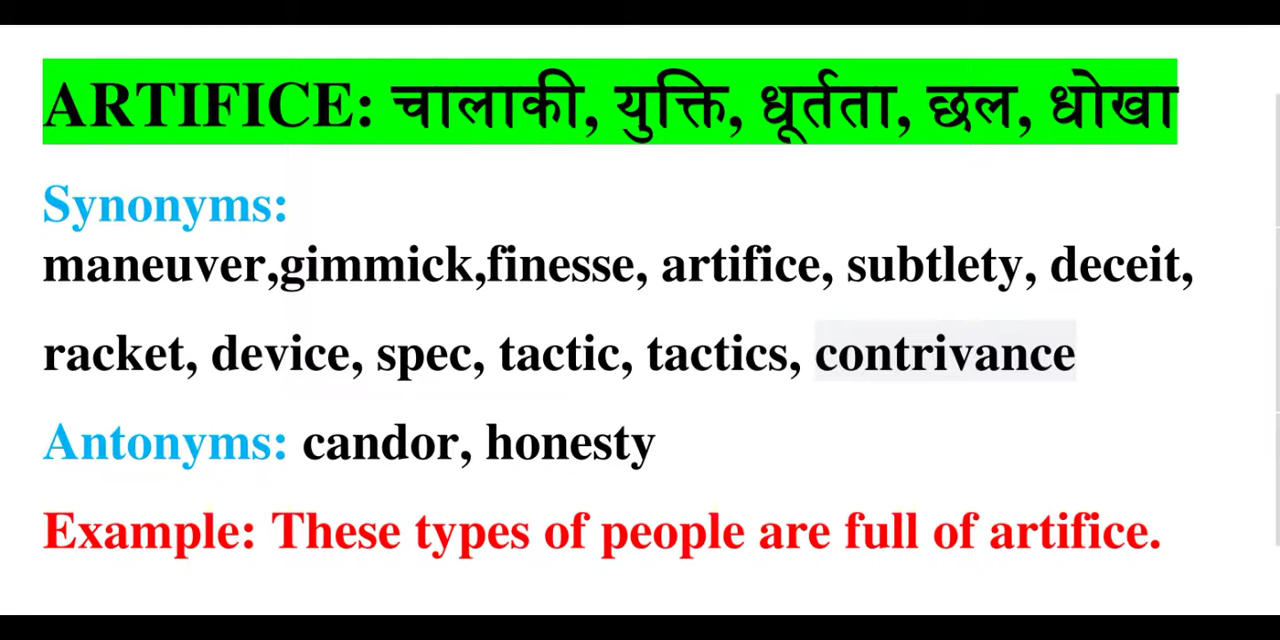 ARTIFICE: चालाकी, युक्ति, धूर्तता, छल, धोखा
Synonyms:
maneuver,gimmick,finesse, artifice, subtlety, deceit,
racket, device, spec, tactic, tactics, contrivance
Antonyms: candor, honesty
Example: These types of people are full of artifice.